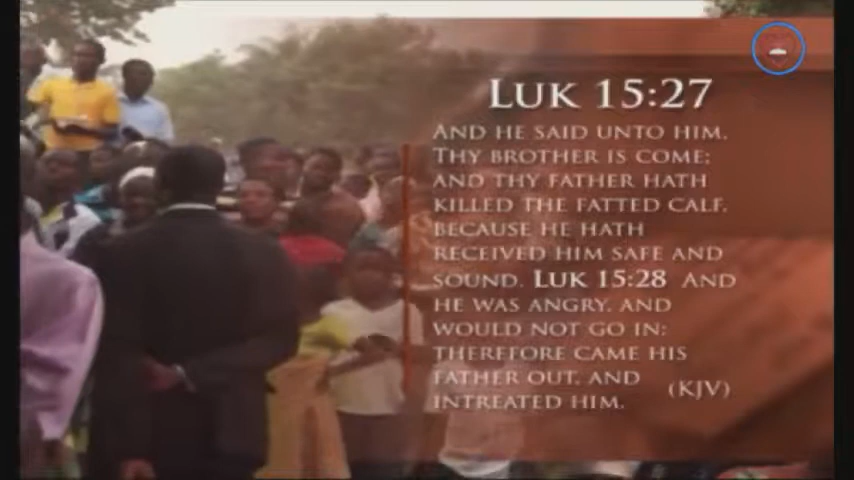 LUK 15:27
AND HE SAID UNTO HIM,
THY BROTHER IS COME;
AND THY FATHER HATH
KILLED THE FATTED CALF,
BECAUSE HE HATH
RECEIVED HIM SAFE AND
SOUND. LUK 15:28 AND
HE WAS ANGRY, AND
WOULD NOT GO IN:
THEREFORE CAME HIS
FATHER OUT, AND
INTREATED HIM. (KJV)